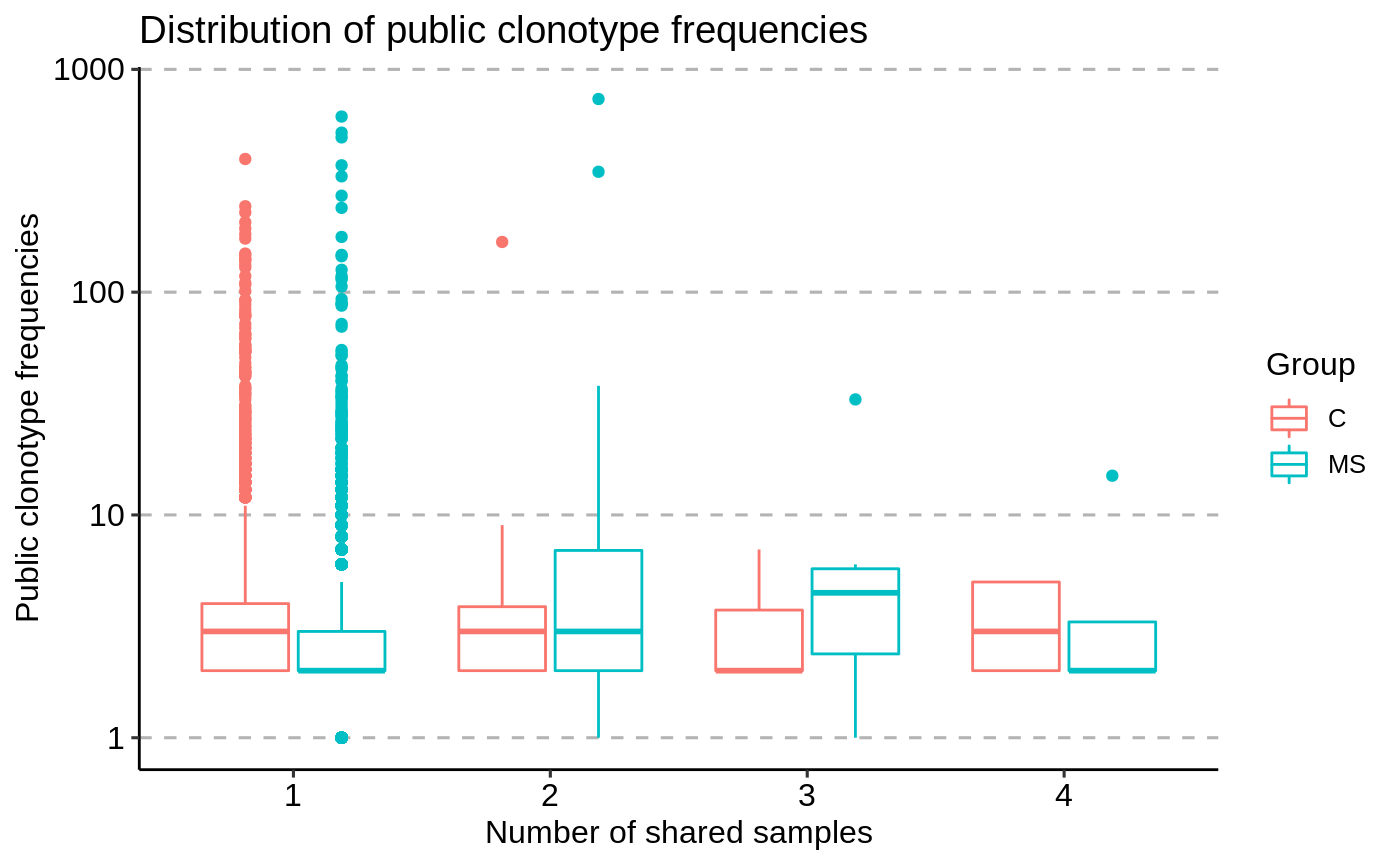 Distribution of public clonotype frequencies
1000
100
10
1
Public clonotype frequencies
1 2 3 4
Number of shared samples
Group
C
MS